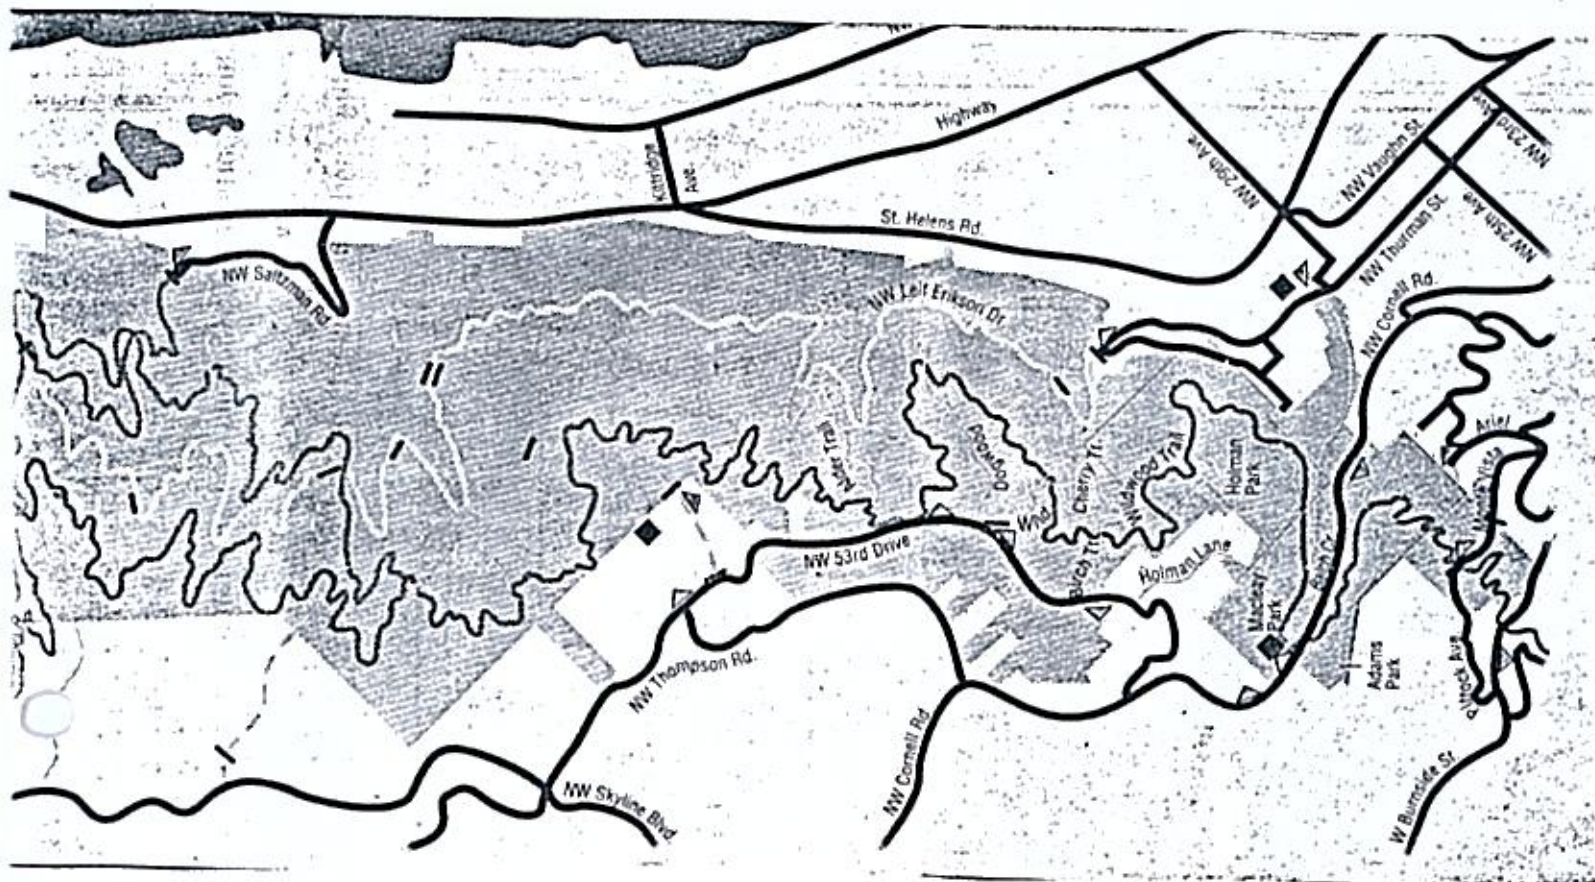 Highway
Kittridge
Ave.
St. Helens Rd.
NW 29th Ave
NW Vaughn St.
NW 23rd
Ave
NW 25th Ave.
NW Thurman St.
NW Cornell Rd.
NW Saltzman Rd.
NW Leif Erikson Dr.
Alder Trail
Dogwood
Cherry Tr.
Wildwood Trail
Holman
Park
Ariel
Wild
Birch Tr.
Holman Lane
NW 53rd Drive
Macleay
Park
Adams
Park
Pittock Ave
NW Thompson Rd.
NW Cornell Rd
NW Skyline Blvd
W Burnside St